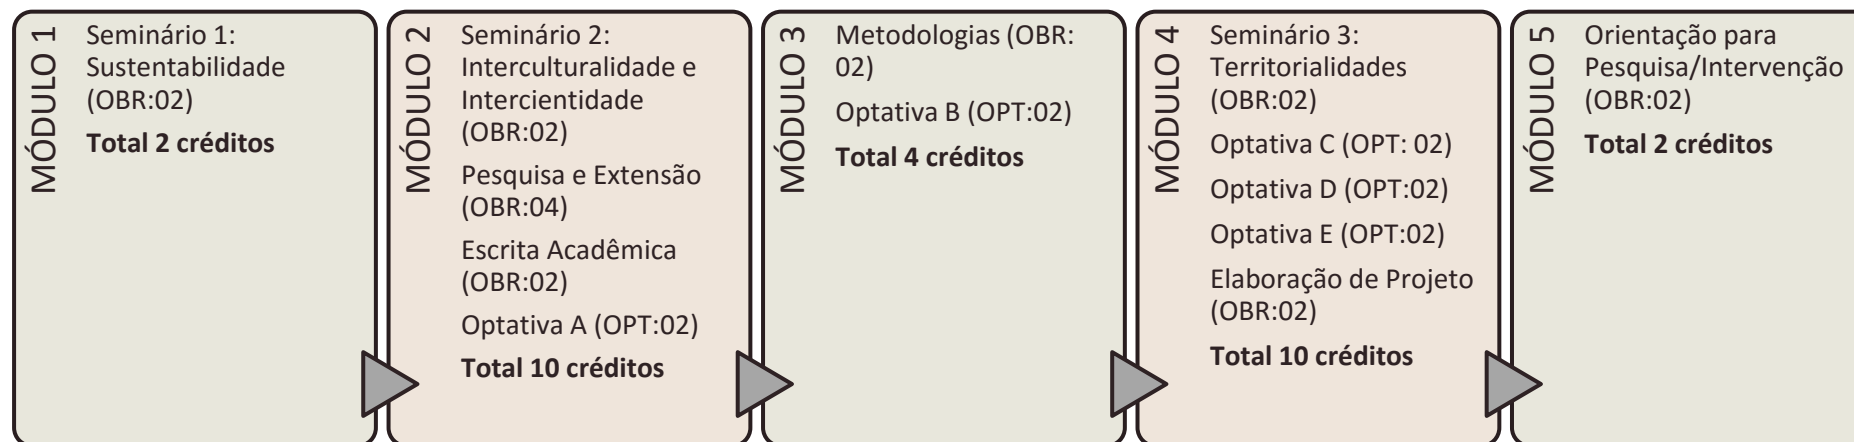 MÓDULO 1
Seminário 1:
Sustentabilidade
(OBR:02)
Total 2 créditos
MÓDULO 2
Seminário 2:
Interculturalidade e
Intercientidade
(OBR:02)
Pesquisa e Extensão
(OBR:04)
Escrita Acadêmica
(OBR:02)
Optativa A (OPT:02)
Total 10 créditos
MÓDULO 3
Metodologias (OBR:
02)
Optativa B (OPT:02)
Total 4 créditos
MÓDULO 4
Seminário 3:
Territorialidades
(OBR:02)
Optativa C (OPT: 02)
Optativa D (OPT:02)
Optativa E (OPT:02)
Elaboração de Projeto
(OBR:02)
Total 10 créditos
MÓDULO 5
Orientação para
Pesquisa/Intervenção
(OBR:02)
Total 2 créditos